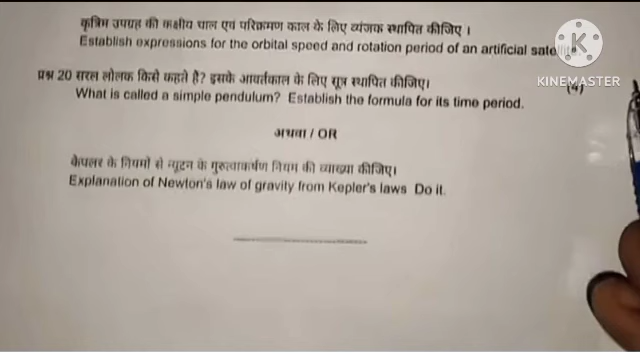 कृत्रिम उपग्रह की कक्षीय चाल एवं परिक्रमण काल के लिए व्यंजक स्थापित कीजिए ।
Establish expressions for the orbital speed and rotation period of an artificial satellite
KINEMASTER
प्रश्न 20 सरल लोलक किसे कहते है? इसके आवर्तकाल के लिए सूत्र स्थापित कीजिए।
(4)
What is called a simple pendulum? Establish the formula for its time period.
अथवा / OR
केपलर के नियमों से न्यूटन के गुरुत्वाकर्षण नियम की व्याख्या कीजिए।
Explanation of Newton's law of gravity from Kepler's laws Do it.